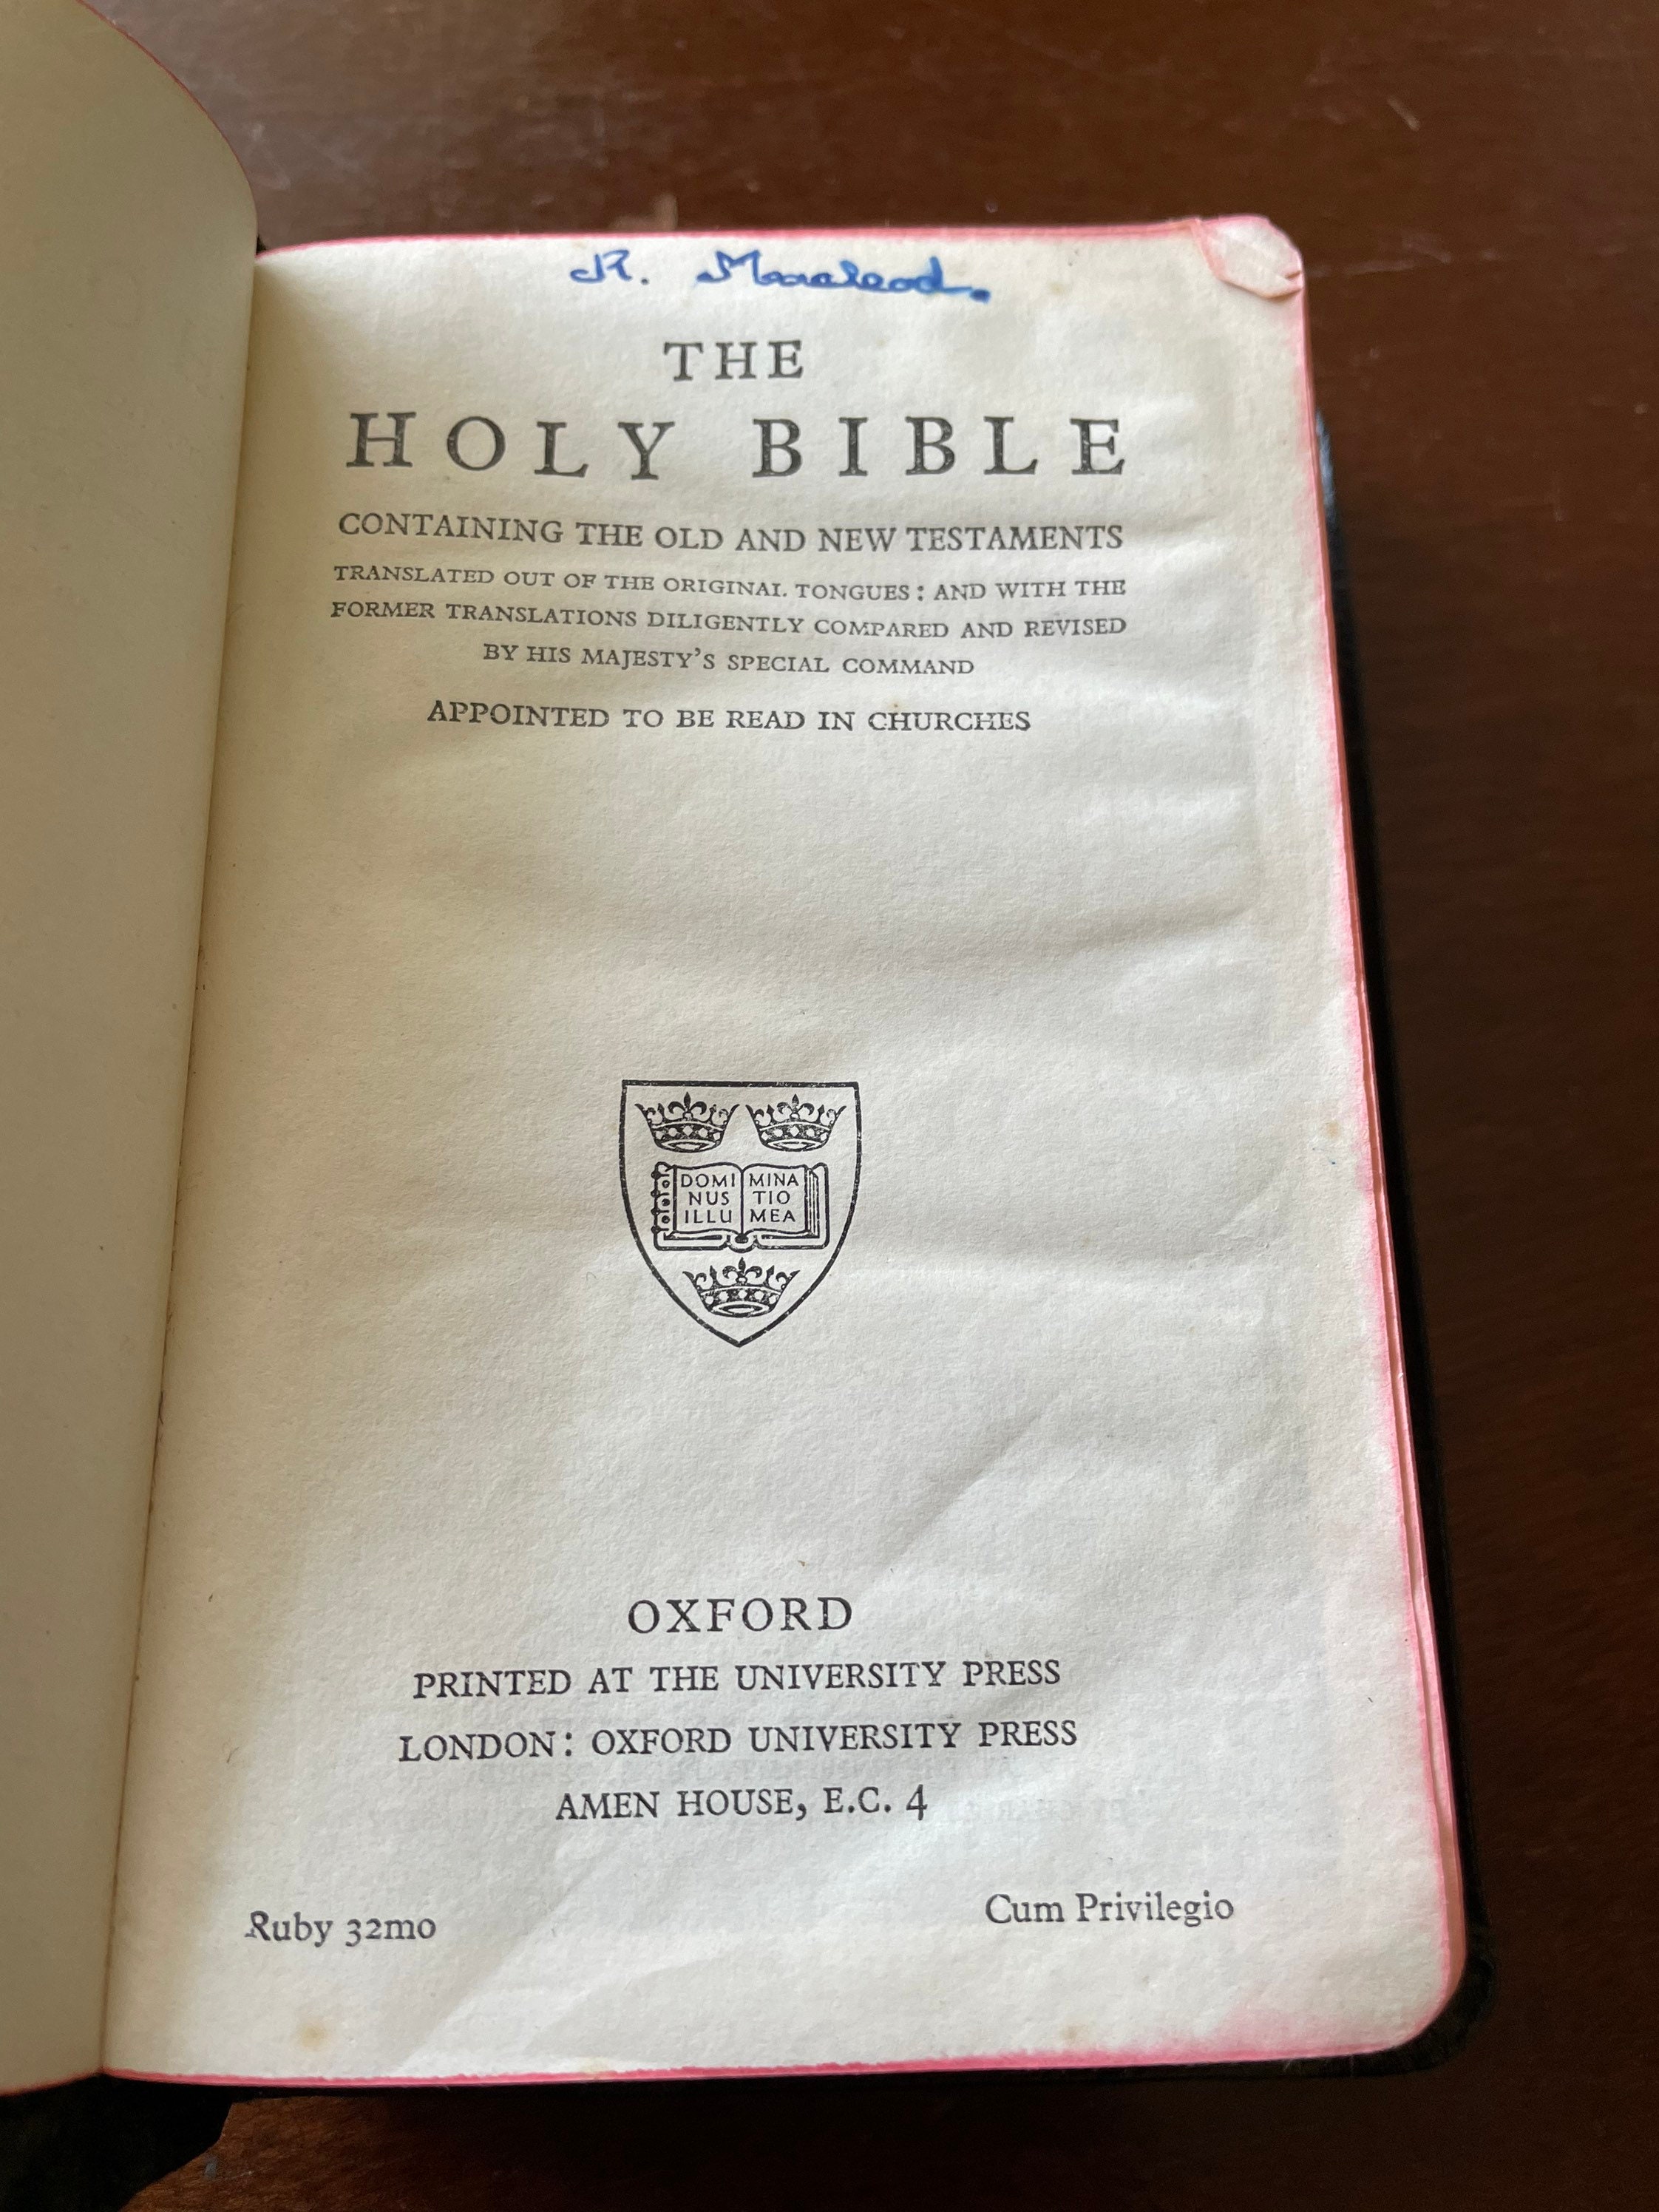 R. Macleod.
THE
HOLY BIBLE
CONTAINING THE OLD AND NEW TESTAMENTS
TRANSLATED OUT OF THE ORIGINAL TONGUES: AND WITH THE
FORMER TRANSLATIONS DILIGENTLY COMPARED AND REVISED
BY HIS MAJESTY'S SPECIAL COMMAND
APPOINTED TO BE READ IN CHURCHES
DOMI MINA
NUS TIO
ILLU MEA
OXFORD
PRINTED AT THE UNIVERSITY PRESS
LONDON: OXFORD UNIVERSITY PRESS
AMEN HOUSE, E.C. 4
Ruby 32mo Cum Privilegio